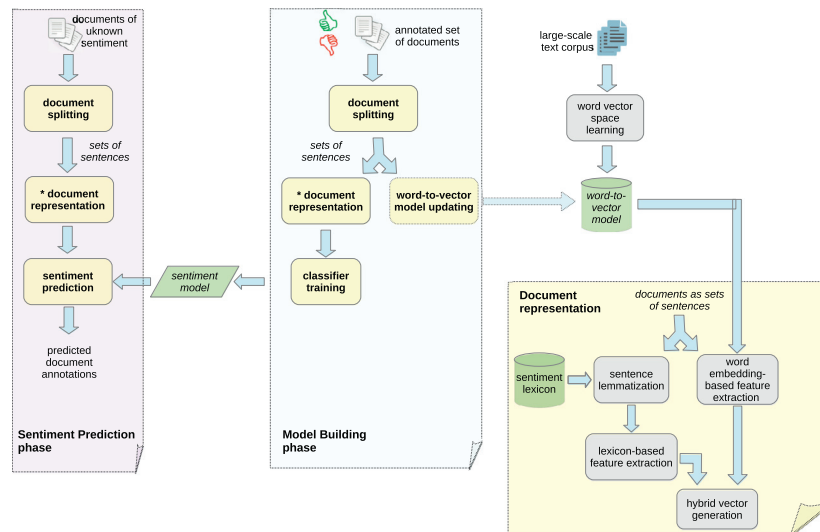 documents of
uknown
sentiment
document
splitting
sets of
sentences
* document
representation
sentiment
prediction
predicted
document
annotations
Sentiment Prediction
phase
sentiment
model
annotated set
of documents
document
splitting
sets of
sentences
* document
representation
word-to-vector
model updating
classifier
training
Model Building
phase
large-scale
text corpus
word vector
space
learning
word-to-
vector
model
Document
representation
documents as sets
of sentences
sentiment
lexicon
sentence
lemmatization
word
embedding-
based feature
extraction
lexicon-based
feature extraction
hybrid vector
generation